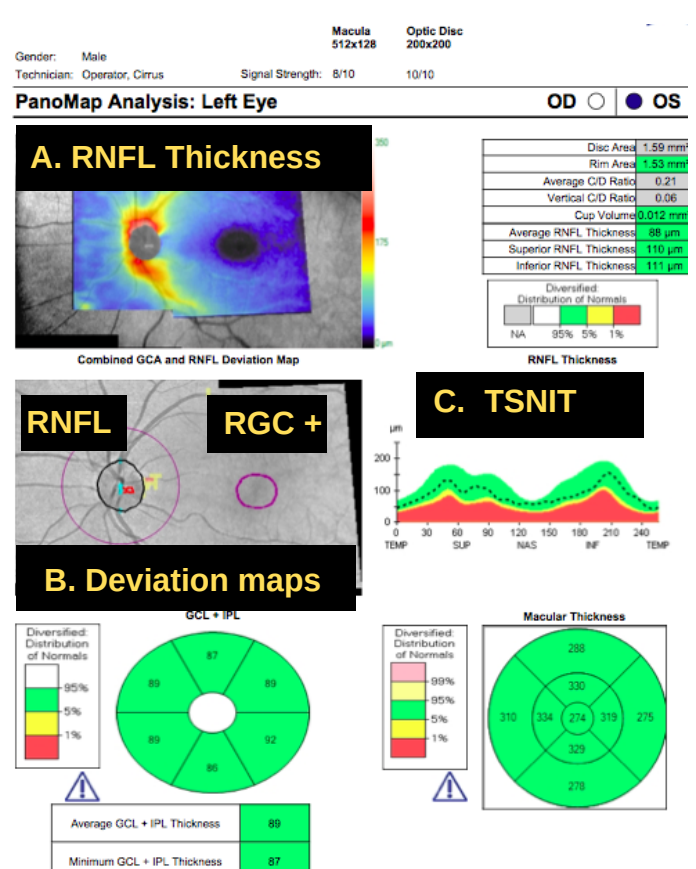 Macula Optic Disc
512x128 200x200
Gender: Male
Technician: Operator, Cirrus Signal Strength: 8/10 10/10
PanoMap Analysis: Left Eye OD OS
A. RNFL Thickness
350
175
0 µm
Disc Area 1.59 mm²
Rim Area 1.53 mm²
Average C/D Ratio 0.21
Vertical C/D Ratio 0.06
Cup Volume 0.012 mm
Average RNFL Thickness 88 µm
Superior RNFL Thickness 110 µm
Inferior RNFL Thickness 111 µm
Diversified:
Distribution of Normals
NA 95% 5% 1%
Combined GCA and RNFL Deviation Map
RNFL Thickness
RNFL
RGC +
C. TSNIT
µm
200
100
0
0 30 60 90 120 150 180 210 240
TEMP SUP NAS INF TEMP
B. Deviation maps
GCL + IPL
Diversified:
Distribution
of Normals
95%
5%
1%
87
89 89
89 92
86
Average GCL + IPL Thickness 89
Minimum GCL + IPL Thickness 87
Macular Thickness
Diversified:
Distribution
of Normals
99%
95%
5%
1%
288
330
310 334 274 319 275
329
278